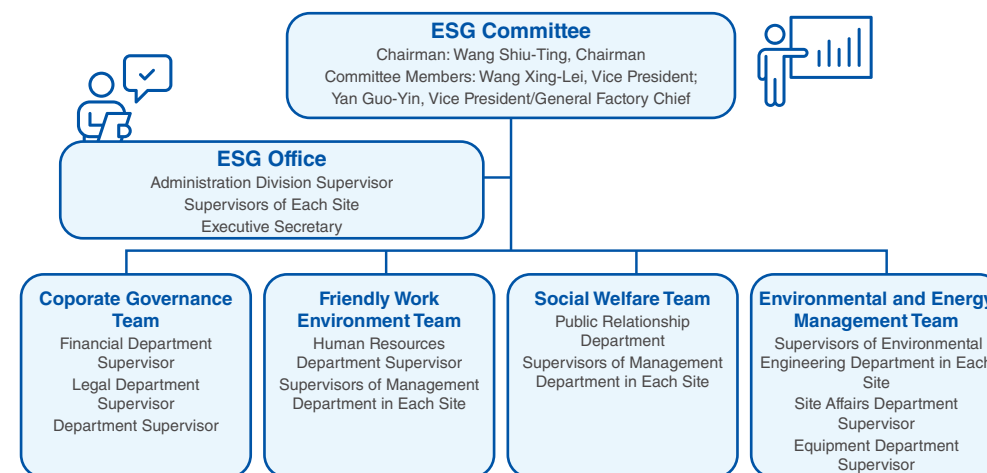 ESG Committee
Chairman: Wang Shiu-Ting, Chairman
Committee Members: Wang Xing-Lei, Vice President;
Yan Guo-Yin, Vice President/General Factory Chief
ESG Office
Administration Division Supervisor
Supervisors of Each Site
Executive Secretary
Coporate Governance
Team
Financial Department
Supervisor
Legal Department
Supervisor
Department Supervisor
Friendly Work
Environment Team
Human Resources
Department Supervisor
Supervisors of Management
Department in Each Site
Social Welfare Team
Public Relationship
Department
Supervisors of Management
Department in Each Site
Environmental and Energy
Management Team
Supervisors of Environmental
Engineering Department in Each
Site
Site Affairs Department
Supervisor
Equipment Department
Supervisor